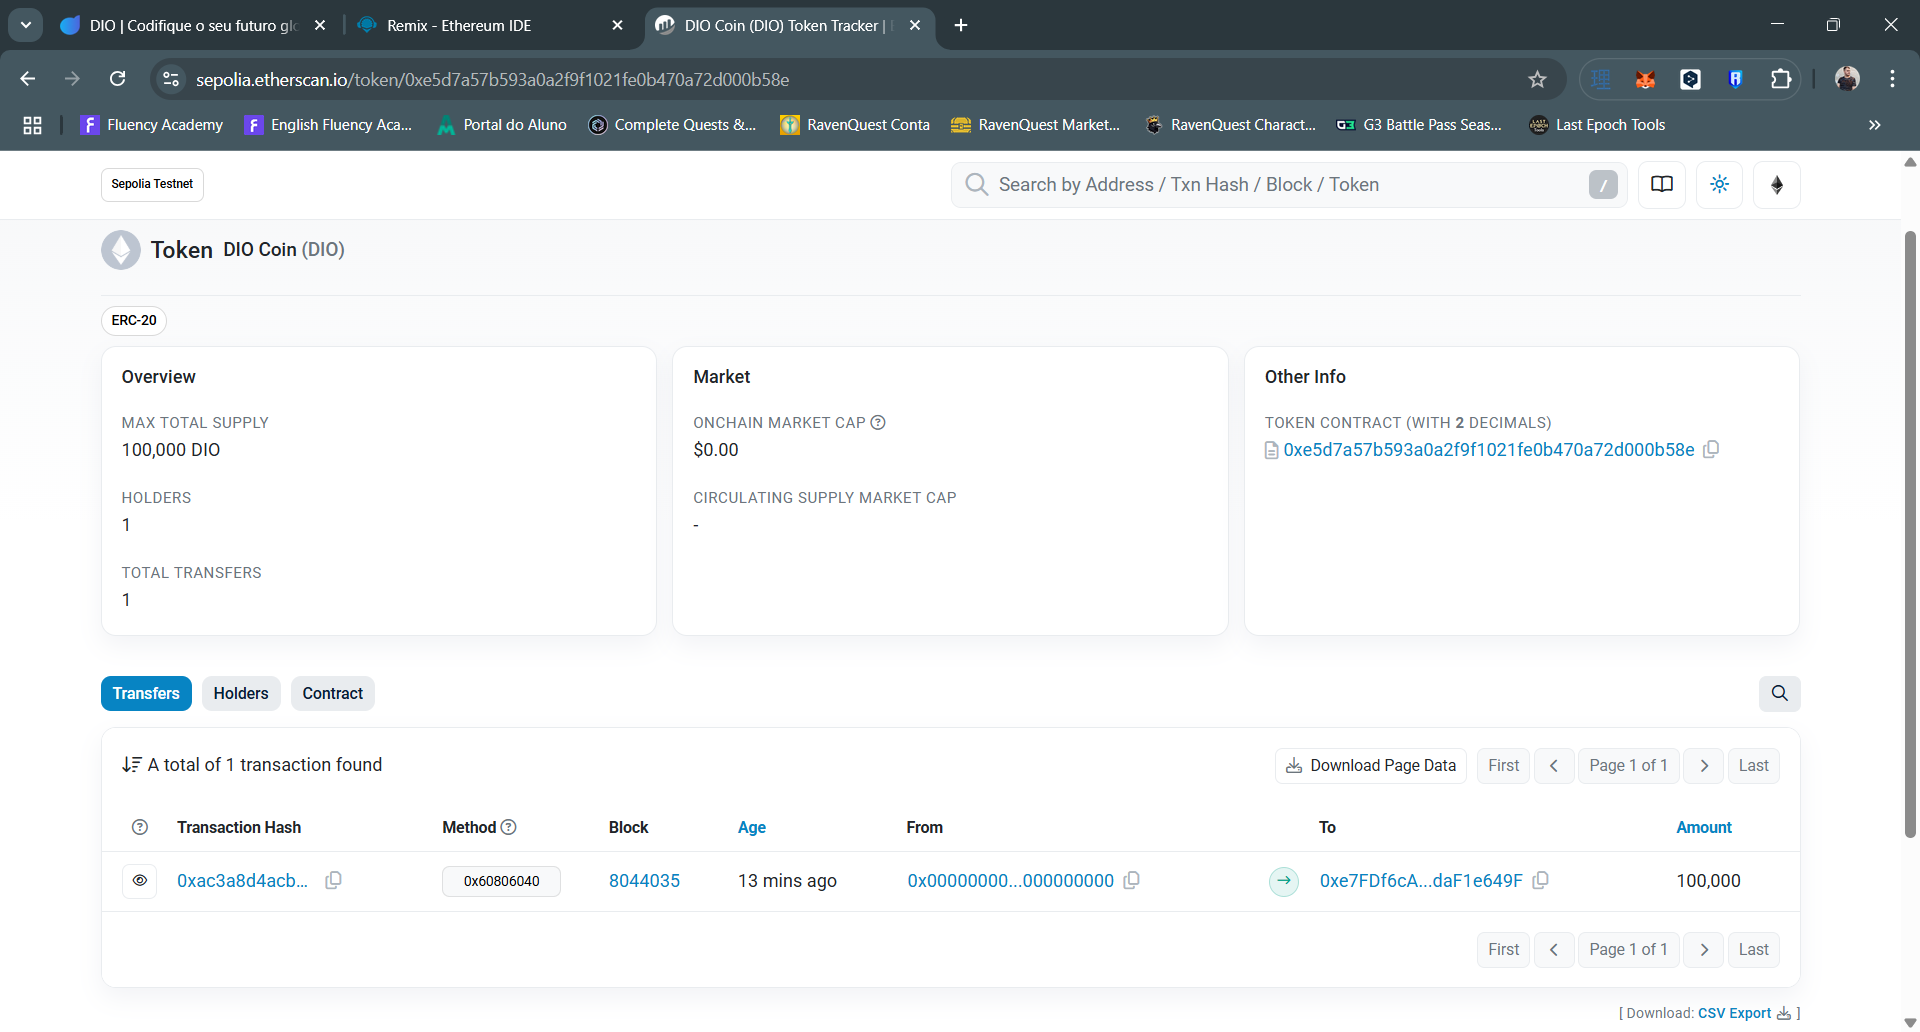 DIO | Codifique o seu futuro glo
Remix - Ethereum IDE
DIO Coin (DIO) Token Tracker |
sepolia.etherscan.io/token/0xe5d7a57b593a0a2f9f1021fe0b470a72d000b58e
Fluency Academy
English Fluency Aca...
Portal do Aluno
Complete Quests &...
RavenQuest Conta
RavenQuest Market...
RavenQuest Charact...
G3 Battle Pass Seas...
Last Epoch Tools
Sepolia Testnet
Search by Address / Txn Hash / Block / Token
/
Token DIO Coin (DIO)
ERC-20
Overview
MAX TOTAL SUPPLY
100,000 DIO
HOLDERS
1
TOTAL TRANSFERS
1
Market
ONCHAIN MARKET CAP
$0.00
CIRCULATING SUPPLY MARKET CAP
-
Other Info
TOKEN CONTRACT (WITH 2 DECIMALS)
0xe5d7a57b593a0a2f9f1021fe0b470a72d000b58e
Transfers Holders Contract
A total of 1 transaction found
Download Page Data First Page 1 of 1 Last
Transaction Hash Method Block Age From To Amount
0xac3a8d4acb... 0x60806040 8044035 13 mins ago 0x00000000...000000000 0xe7FDf6cA...daF1e649F 100,000
First Page 1 of 1 Last
[ Download: CSV Export ]